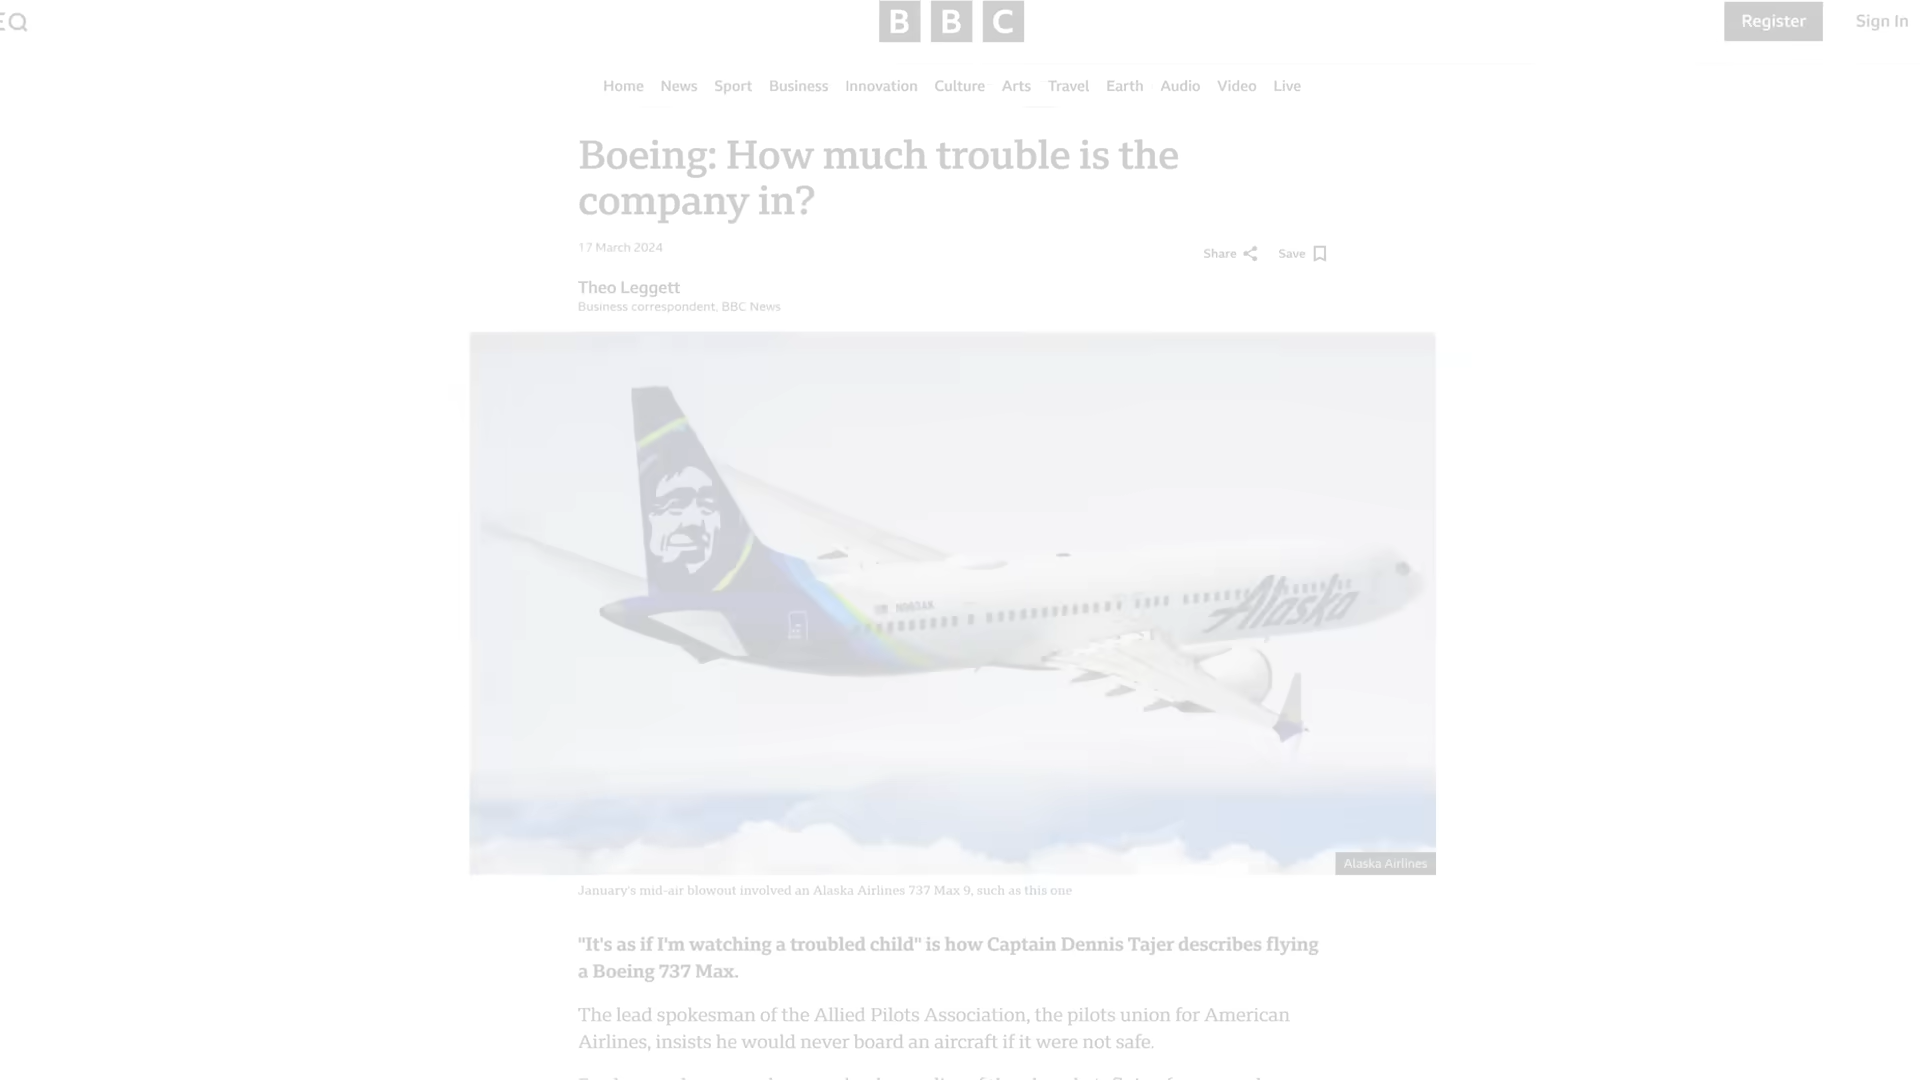 BBC
Register
Sign In
Home News Sport Business Innovation Culture Arts Travel Earth Audio Video Live
Boeing: How much trouble is the
company in?
17 March 2024
Share
Save
Theo Leggett
Business correspondent, BBC News
Alaska
Alaska Airlines
January's mid-air blowout involved an Alaska Airlines 737 Max 9, such as this one
"It's as if I'm watching a troubled child" is how Captain Dennis Tajer describes flying
a Boeing 737 Max.
The lead spokesman of the Allied Pilots Association, the pilots union for American
Airlines, insists he would never board an aircraft if it were not safe.